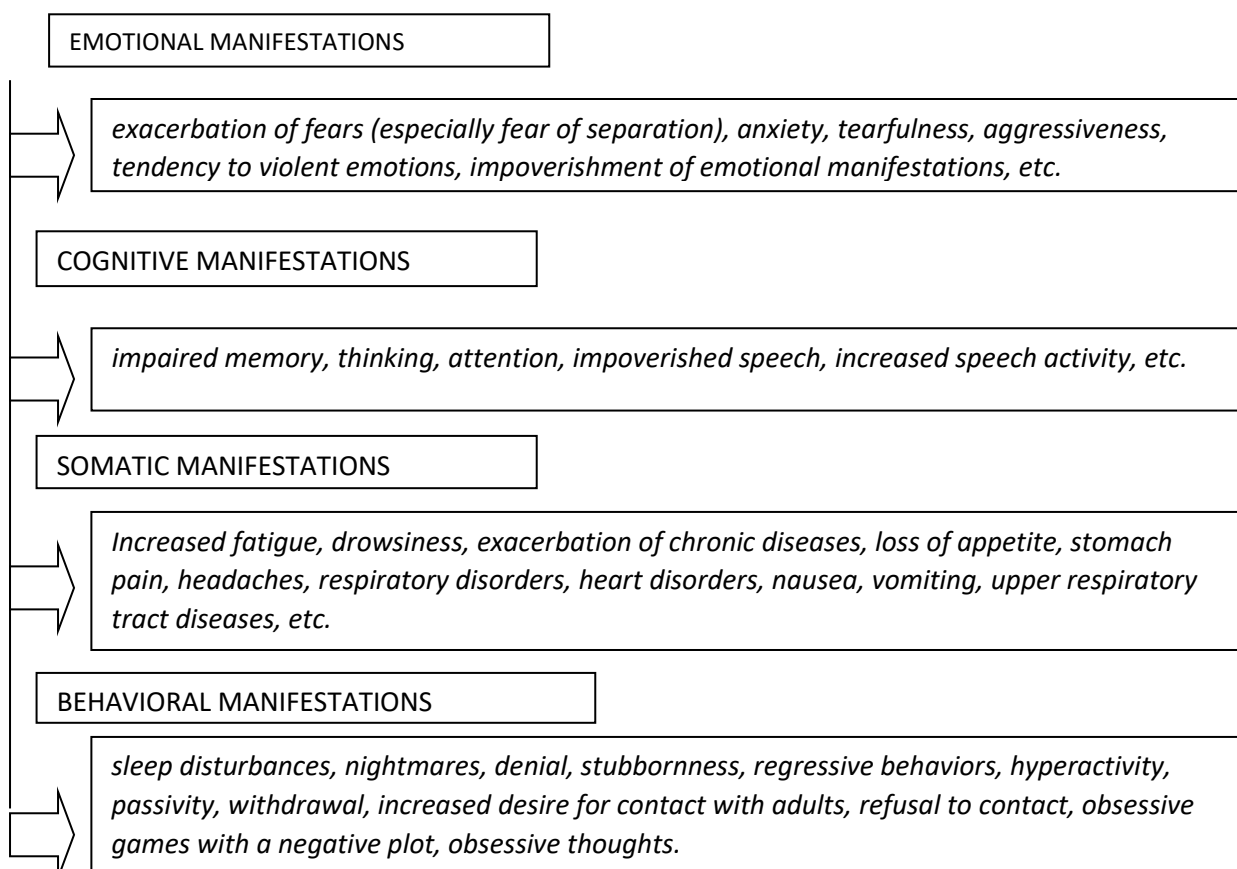 EMOTIONAL MANIFESTATIONS
exacerbation of fears (especially fear of separation), anxiety, tearfulness, aggressiveness,
tendency to violent emotions, impoverishment of emotional manifestations, etc.
COGNITIVE MANIFESTATIONS
impaired memory, thinking, attention, impoverished speech, increased speech activity, etc.
SOMATIC MANIFESTATIONS
Increased fatigue, drowsiness, exacerbation of chronic diseases, loss of appetite, stomach
pain, headaches, respiratory disorders, heart disorders, nausea, vomiting, upper respiratory
tract diseases, etc.
BEHAVIORAL MANIFESTATIONS
sleep disturbances, nightmares, denial, stubbornness, regressive behaviors, hyperactivity,
passivity, withdrawal, increased desire for contact with adults, refusal to contact, obsessive
games with a negative plot, obsessive thoughts.